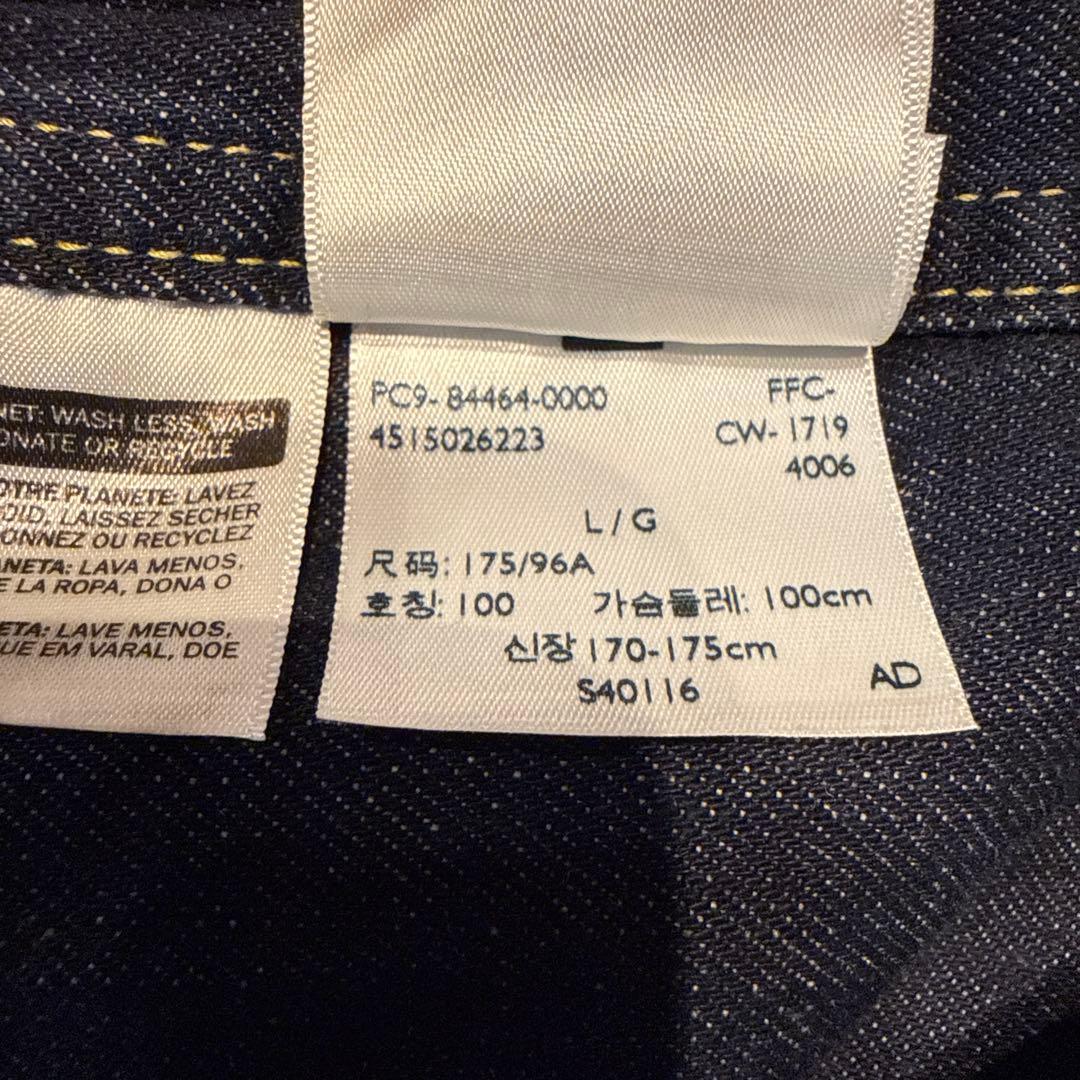 NET: WASH LESS, WASH
ONATE OR RECYCLE
OTRE PLANETE: LAVEZ
OID, LAISSEZ SECHER
ONNEZ OU RECYCLEZ
NETA: LAVA MENOS,
E LA ROPA, DONA O
ETA: LAVE MENOS,
UE EM VARAL, DOE
PC9- 84464-0000 FFC-
4515026223 CW- 1719
4006
L / G
尺码: 175/96A
호칭: 100 가슴둘레: 100cm
신장 170-175cm
S40116 AD